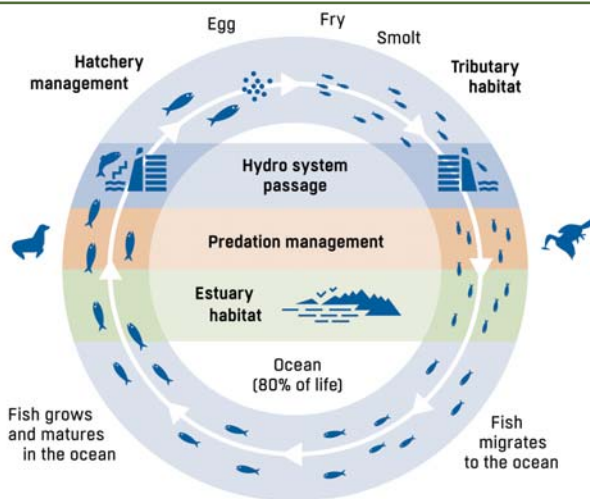 Egg
Fry
Smolt
Hatchery
management
Tributary
habitat
Hydro system
passage
Predation management
Estuary
habitat
Ocean
(80% of life)
Fish grows
and matures
in the ocean
Fish
migrates
to the ocean